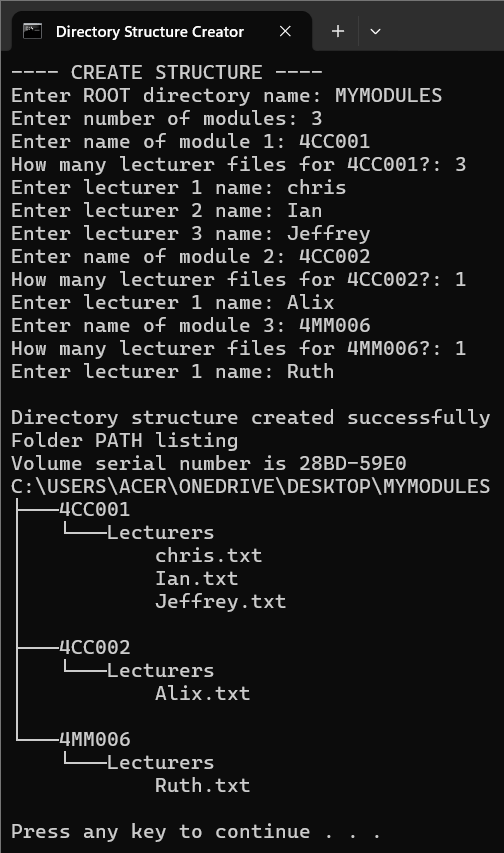 Directory Structure Creator
---- CREATE STRUCTURE ----
Enter ROOT directory name: MYMODULES
Enter number of modules: 3
Enter name of module 1: 4CC001
How many lecturer files for 4CC001?: 3
Enter lecturer 1 name: chris
Enter lecturer 2 name: Ian
Enter lecturer 3 name: Jeffrey
Enter name of module 2: 4CC002
How many lecturer files for 4CC002?: 1
Enter lecturer 1 name: Alix
Enter name of module 3: 4MM006
How many lecturer files for 4MM006?: 1
Enter lecturer 1 name: Ruth
Directory structure created successfully
Folder PATH listing
Volume serial number is 28BD-59E0
C:\USERS\ACER\ONEDRIVE\DESKTOP\MYMODULES
├───4CC001
│   └───Lecturers
│           chris.txt
│           Ian.txt
│           Jeffrey.txt
│
├───4CC002
│   └───Lecturers
│           Alix.txt
│
└───4MM006
    └───Lecturers
            Ruth.txt
Press any key to continue . . .